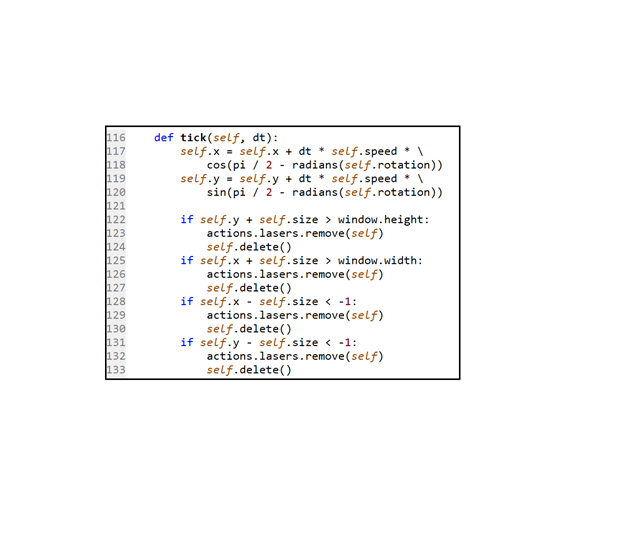 116 def tick(self, dt):
117 self.x = self.x + dt * self.speed * \
118 cos(pi / 2 - radians(self.rotation))
119 self.y = self.y + dt * self.speed * \
120 sin(pi / 2 - radians(self.rotation))
121
122 if self.y + self.size > window.height:
123 actions.lasers.remove(self)
124 self.delete()
125 if self.x + self.size > window.width:
126 actions.lasers.remove(self)
127 self.delete()
128 if self.x - self.size < -1:
129 actions.lasers.remove(self)
130 self.delete()
131 if self.y - self.size < -1:
132 actions.lasers.remove(self)
133 self.delete()